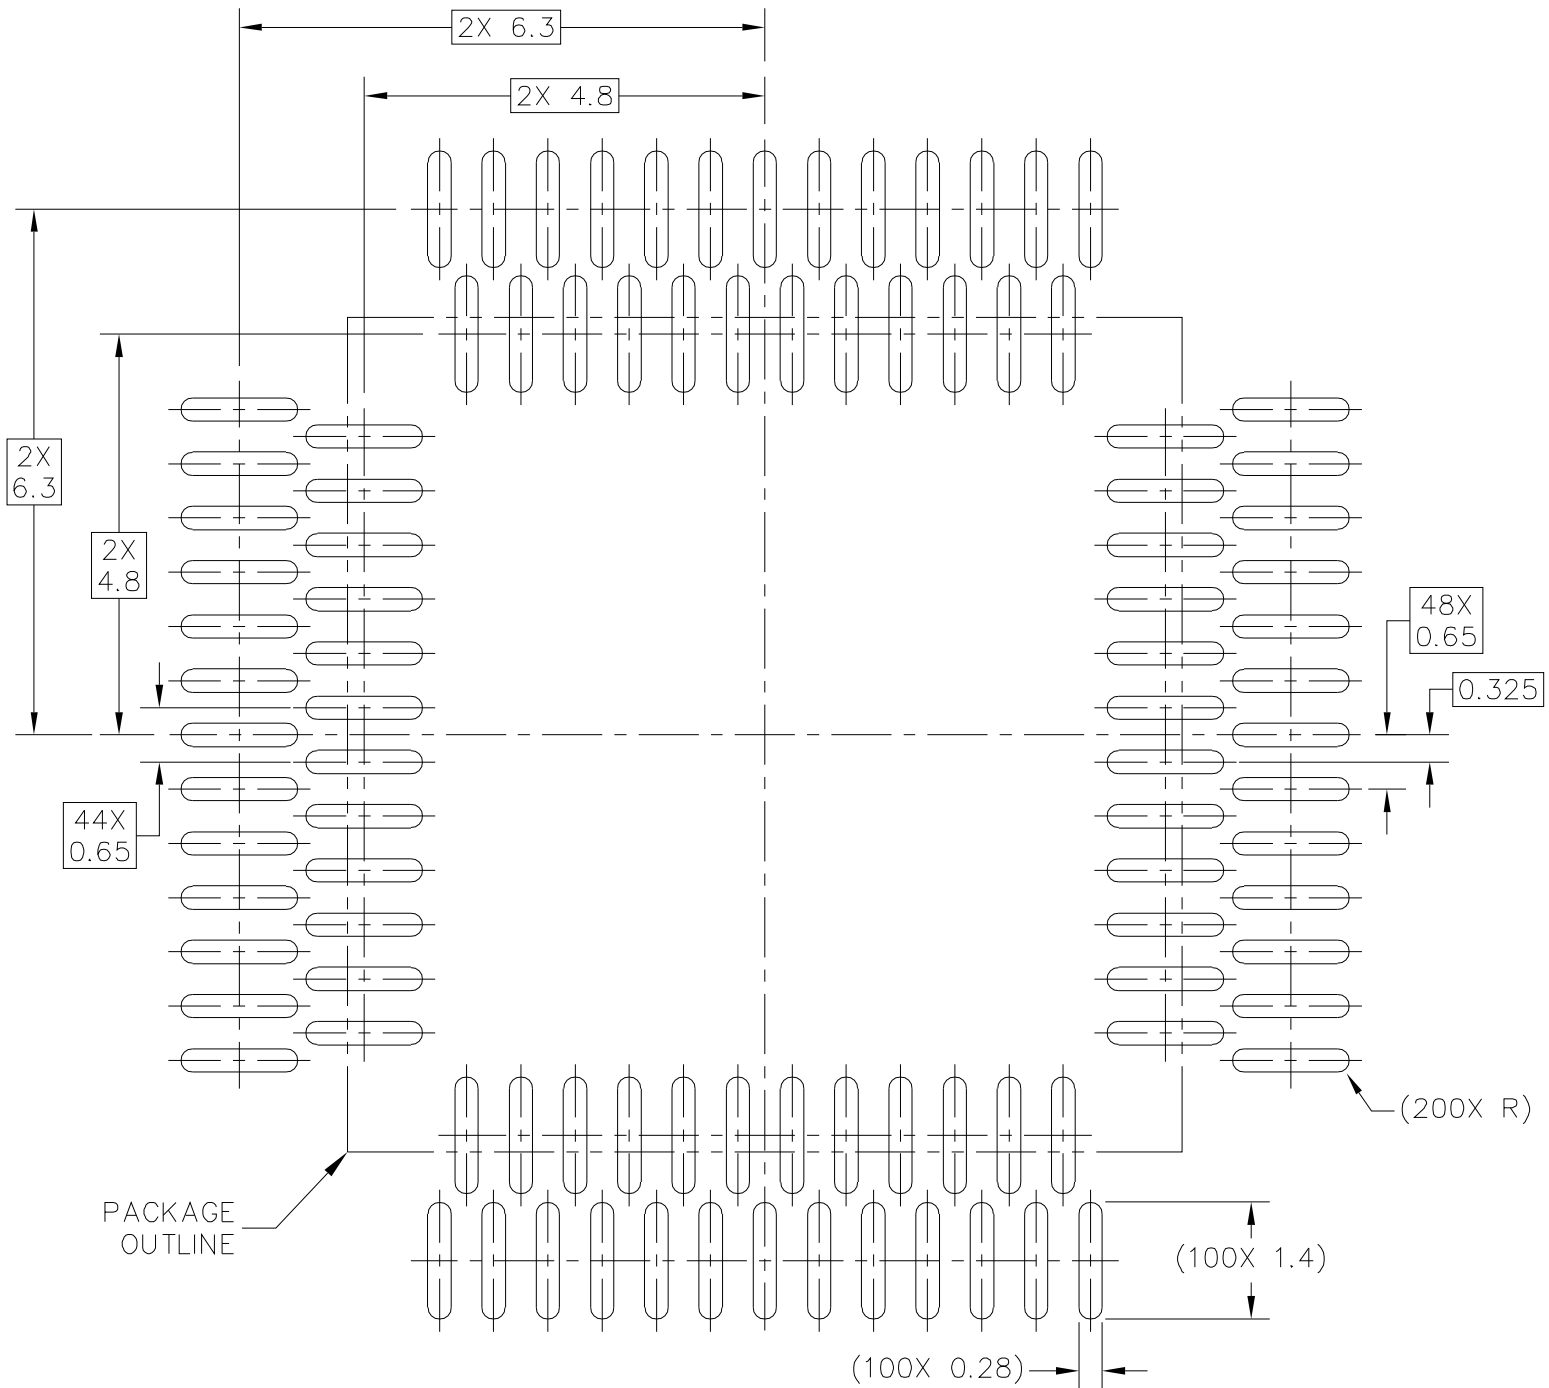 2X 6.3
2X 4.8
2X
6.3
2X
4.8
48X
0.65
0.325
44X
0.65
(200X R)
PACKAGE
OUTLINE
(100X 1.4)
(100X 0.28)